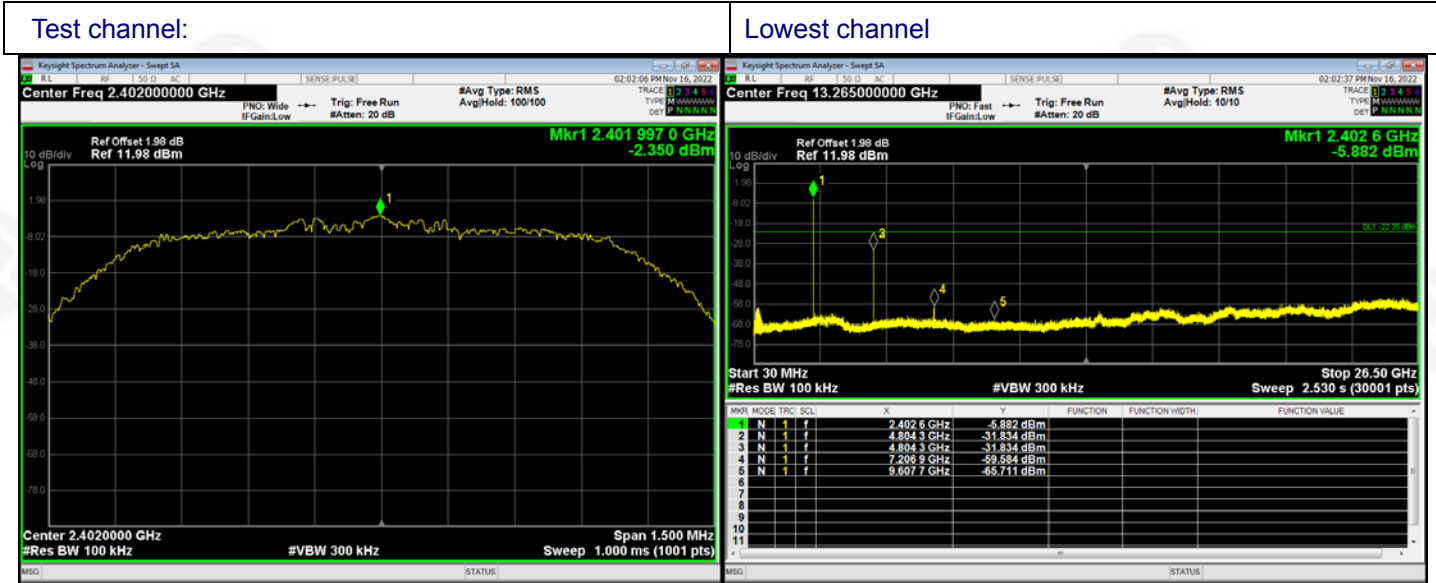 Test channel:
Lowest channel
Keysight Spectrum Analyzer - Swept SA
RL RF 50 Ω AC SENSE:PULSE 02:02:06 PM Nov 16, 2022
Center Freq 2.402000000 GHz
PNO: Wide
IFGain:Low
Trig: Free Run
#Atten: 20 dB
#Avg Type: RMS
Avg|Hold: 100/100
TRACE 1 2 3 4 5 6
TYPE M WWWWW
DET P N N N N N
Mkr1 2.401 997 0 GHz
-2.350 dBm
Ref Offset 1.98 dB
10 dB/div Ref 11.98 dBm
Log
1
1.98
-8.02
-18.0
-28.0
-38.0
-48.0
-58.0
-68.0
-78.0
Center 2.4020000 GHz Span 1.500 MHz
#Res BW 100 kHz #VBW 300 kHz Sweep 1.000 ms (1001 pts)
MSG STATUS
Keysight Spectrum Analyzer - Swept SA
RL RF 50 Ω AC SENSE:PULSE 02:02:37 PM Nov 16, 2022
Center Freq 13.265000000 GHz
PNO: Fast
IFGain:Low
Trig: Free Run
#Atten: 20 dB
#Avg Type: RMS
Avg|Hold: 10/10
TRACE 1 2 3 4 5 6
TYPE M WWWWW
DET P N N N N N
Mkr1 2.402 6 GHz
-5.882 dBm
Ref Offset 1.98 dB
10 dB/div Ref 11.98 dBm
Log
1
1.98
-8.02
-18.0
DL1 -22.35 dBm
3
-28.0
-38.0
-48.0
4
-58.0
5
-68.0
-78.0
Start 30 MHz Stop 26.50 GHz
#Res BW 100 kHz #VBW 300 kHz Sweep 2.530 s (30001 pts)
MKR MODE TRC SCL X Y FUNCTION FUNCTION WIDTH FUNCTION VALUE
1 N 1 f 2.402 6 GHz -5.882 dBm
2 N 1 f 4.804 3 GHz -31.834 dBm
3 N 1 f 4.804 3 GHz -31.834 dBm
4 N 1 f 7.206 9 GHz -59.584 dBm
5 N 1 f 9.607 7 GHz -65.711 dBm
6
7
8
9
10
11
MSG STATUS